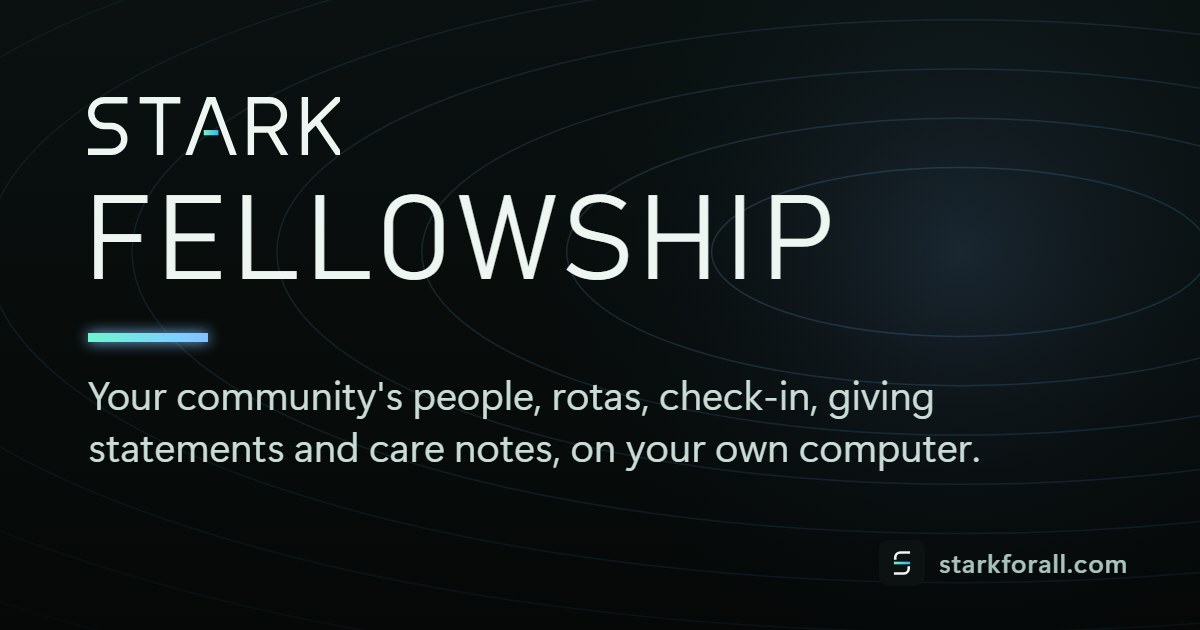 STARK
FELLOWSHIP
Your community's people, rotas, check-in, giving
statements and care notes, on your own computer.
starkforall.com